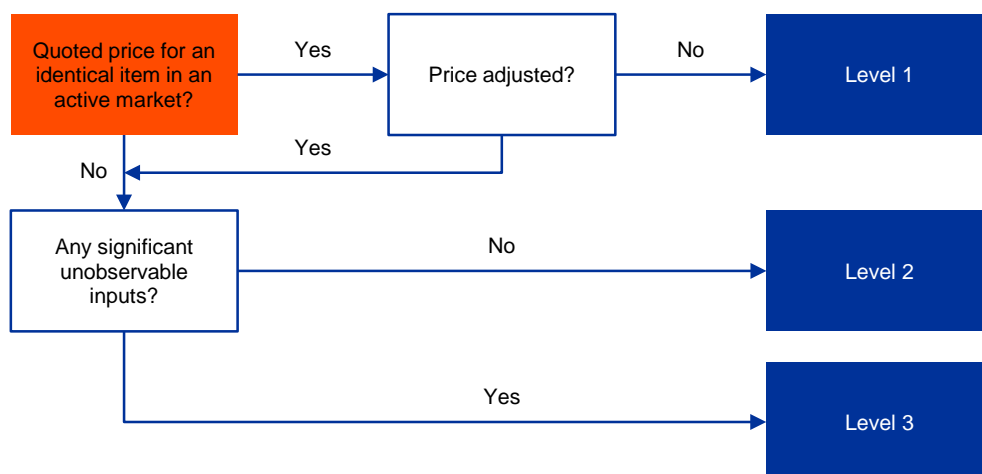 Quoted price for an
identical item in an
active market?
Yes
Price adjusted?
No
Level 1
Yes
No
Any significant
unobservable
inputs?
No
Level 2
Yes
Level 3